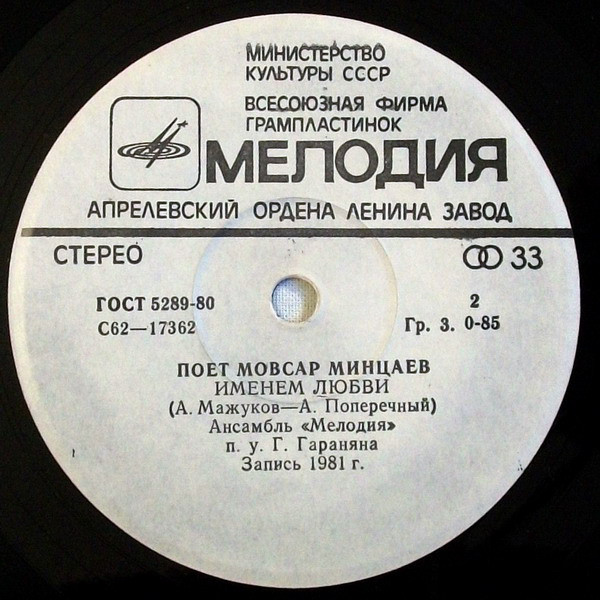 МИНИСТЕРСТВО
КУЛЬТУРЫ СССР
ВСЕСОЮЗНАЯ ФИРМА
ГРАМПЛАСТИНОК
МЕЛОДИЯ
АПРЕЛЕВСКИЙ ОРДЕНА ЛЕНИНА ЗАВОД
СТЕРЕО 33
ГОСТ 5289-80 2
С62—17362 Гр. 3. 0-85
ПОЕТ МОВСАР МИНЦАЕВ
ИМЕНЕМ ЛЮБВИ
(А. Мажуков—А. Поперечный)
Ансамбль «Мелодия»
п. у. Г. Гараняна
Запись 1981 г.